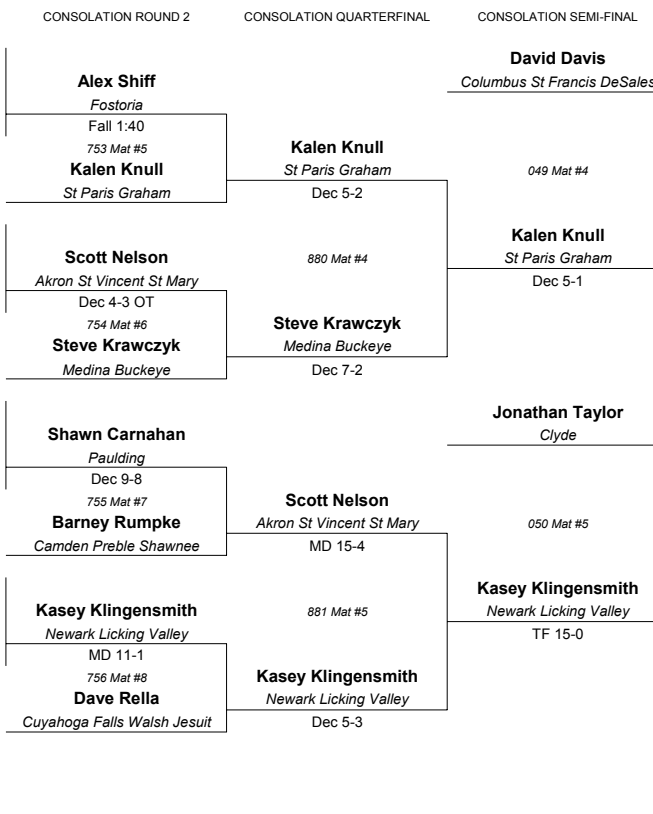 CONSOLATION ROUND 2
CONSOLATION QUARTERFINAL
CONSOLATION SEMI-FINAL
David Davis
Columbus St Francis DeSales
Alex Shiff
Fostoria
Fall 1:40
753 Mat #5
Kalen Knull
St Paris Graham
Kalen Knull
St Paris Graham
Dec 5-2
049 Mat #4
Kalen Knull
St Paris Graham
Dec 5-1
Scott Nelson
Akron St Vincent St Mary
Dec 4-3 OT
754 Mat #6
Steve Krawczyk
Medina Buckeye
880 Mat #4
Steve Krawczyk
Medina Buckeye
Dec 7-2
Jonathan Taylor
Clyde
Shawn Carnahan
Paulding
Dec 9-8
755 Mat #7
Barney Rumpke
Camden Preble Shawnee
Scott Nelson
Akron St Vincent St Mary
MD 15-4
050 Mat #5
Kasey Klingensmith
Newark Licking Valley
TF 15-0
Kasey Klingensmith
Newark Licking Valley
MD 11-1
756 Mat #8
Dave Rella
Cuyahoga Falls Walsh Jesuit
881 Mat #5
Kasey Klingensmith
Newark Licking Valley
Dec 5-3